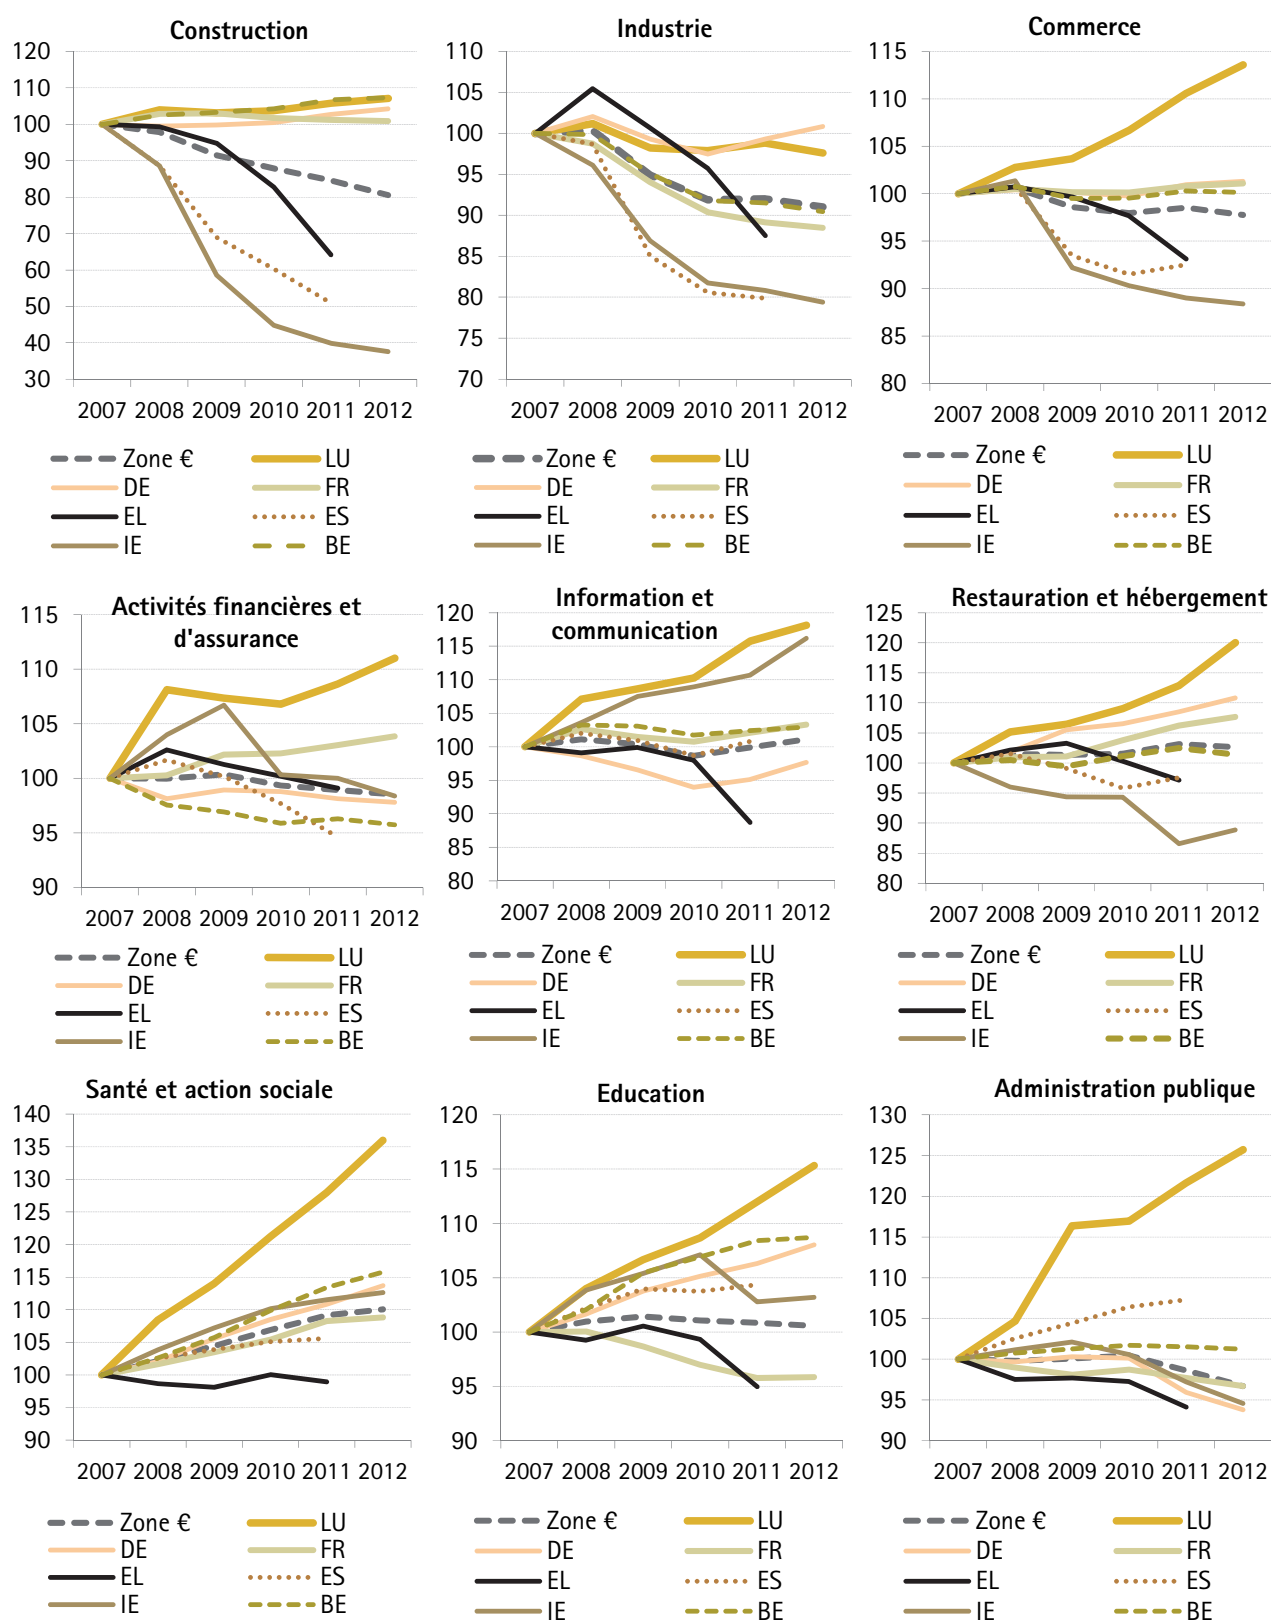 Construction
120
110
100
90
80
70
60
50
40
30
2007 2008 2009 2010 2011 2012
Zone € LU
DE FR
EL ES
IE BE
Industrie
110
105
100
95
90
85
80
75
70
2007 2008 2009 2010 2011 2012
Zone € LU
DE FR
EL ES
IE BE
Commerce
115
110
105
100
95
90
85
80
2007 2008 2009 2010 2011 2012
Zone € LU
DE FR
EL ES
IE BE
Activités financières et
d'assurance
115
110
105
100
95
90
2007 2008 2009 2010 2011 2012
Zone € LU
DE FR
EL ES
IE BE
Information et
communication
120
115
110
105
100
95
90
85
80
2007 2008 2009 2010 2011 2012
Zone € LU
DE FR
EL ES
IE BE
Restauration et hébergement
125
120
115
110
105
100
95
90
85
80
2007 2008 2009 2010 2011 2012
Zone € LU
DE FR
EL ES
IE BE
Santé et action sociale
140
135
130
125
120
115
110
105
100
95
90
2007 2008 2009 2010 2011 2012
Zone € LU
DE FR
EL ES
IE BE
Education
120
115
110
105
100
95
90
2007 2008 2009 2010 2011 2012
Zone € LU
DE FR
EL ES
IE BE
Administration publique
130
125
120
115
110
105
100
95
90
2007 2008 2009 2010 2011 2012
Zone € LU
DE FR
EL ES
IE BE